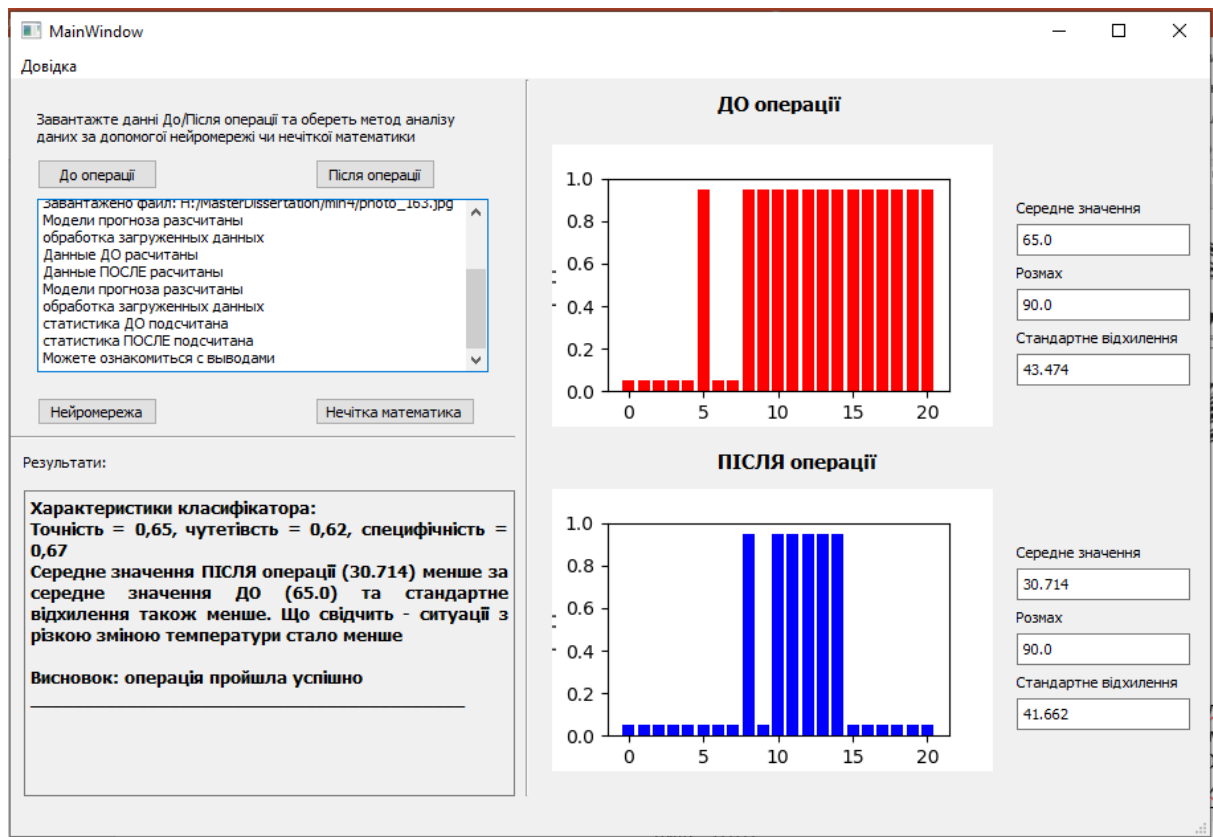 MainWindow
Довідка
Завантажте данні До/Після операції та обереть метод аналізу
даних за допомогої нейромережі чи нечіткої математики
До операції
Після операції
Завантажено файл: H:/MasterDissertation/min4/photo_163.jpg
Модели прогноза разсчитаны
обработка загруженных данных
Данные ДО расчитаны
Данные ПОСЛЕ расчитаны
Модели прогноза разсчитаны
обработка загруженных данных
статистика ДО подсчитана
статистика ПОСЛЕ подсчитана
Можете ознакомиться с выводами
Нейромережа
Нечітка математика
Результати:
Характеристики класифікатора:
Точність = 0,65, чутетівсть = 0,62, специфічність =
0,67
Середне значення ПІСЛЯ операції (30.714) менше за
середне значення ДО (65.0) та стандартне
відхилення також менше. Що свідчить - ситуації з
різкою зміною температури стало менше
Висновок: операція пройшла успішно
ДО операції
1.0
0.8
0.6
0.4
0.2
0.0
0 5 10 15 20
Середне значення
65.0
Розмах
90.0
Стандартне відхилення
43.474
ПІСЛЯ операції
1.0
0.8
0.6
0.4
0.2
0.0
0 5 10 15 20
Середне значення
30.714
Розмах
90.0
Стандартне відхилення
41.662